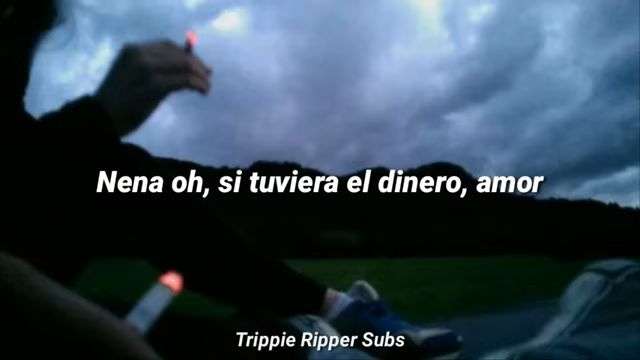 Nena oh, si tuviera el dinero, amor
Trippie Ripper Subs